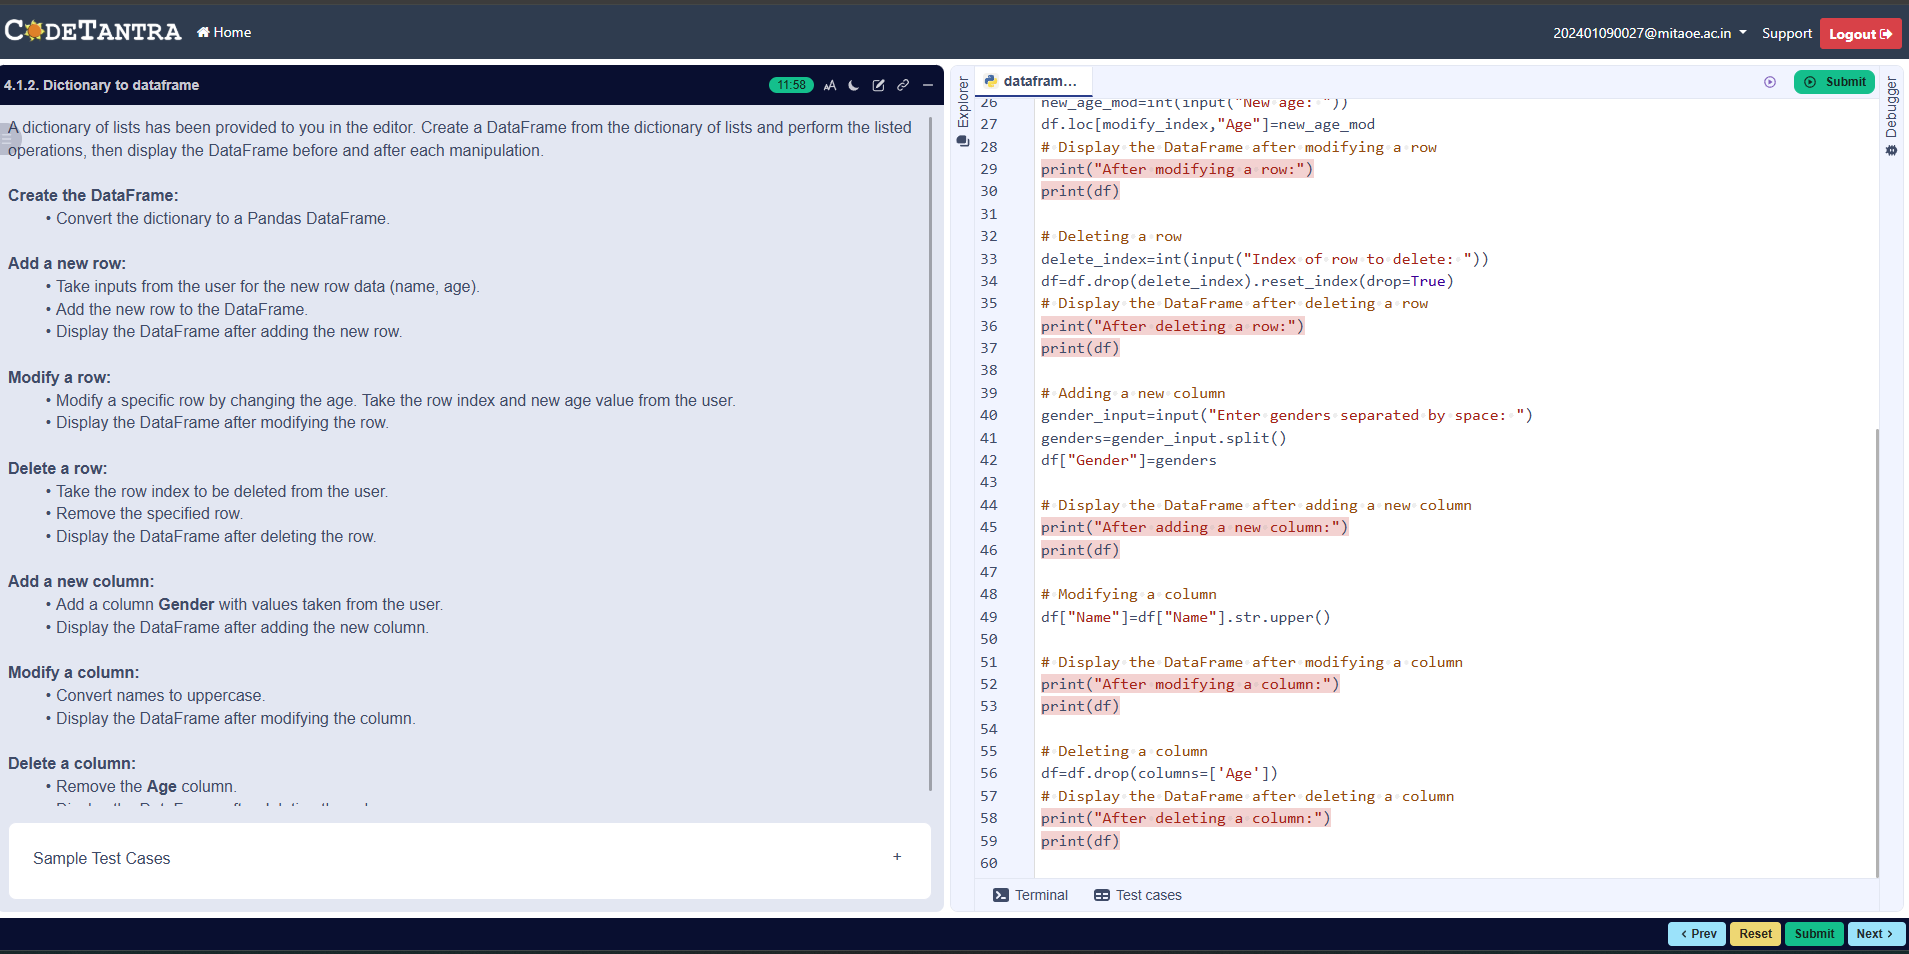 CODETANTRA
Home
202401090027@mitaoe.ac.in
Support
Logout
4.1.2. Dictionary to dataframe
11:58
AA
A dictionary of lists has been provided to you in the editor. Create a DataFrame from the dictionary of lists and perform the listed
operations, then display the DataFrame before and after each manipulation.
Create the DataFrame:
• Convert the dictionary to a Pandas DataFrame.
Add a new row:
• Take inputs from the user for the new row data (name, age).
• Add the new row to the DataFrame.
• Display the DataFrame after adding the new row.
Modify a row:
• Modify a specific row by changing the age. Take the row index and new age value from the user.
• Display the DataFrame after modifying the row.
Delete a row:
• Take the row index to be deleted from the user.
• Remove the specified row.
• Display the DataFrame after deleting the row.
Add a new column:
• Add a column Gender with values taken from the user.
• Display the DataFrame after adding the new column.
Modify a column:
• Convert names to uppercase.
• Display the DataFrame after modifying the column.
Delete a column:
• Remove the Age column.
Sample Test Cases +
Explorer
datafram...
Submit
Debugger
26 new_age_mod=int(input("New age: "))
27 df.loc[modify_index,"Age"]=new_age_mod
28 # Display the DataFrame after modifying a row
29 print("After modifying a row:")
30 print(df)
31
32 # Deleting a row
33 delete_index=int(input("Index of row to delete: "))
34 df=df.drop(delete_index).reset_index(drop=True)
35 # Display the DataFrame after deleting a row
36 print("After deleting a row:")
37 print(df)
38
39 # Adding a new column
40 gender_input=input("Enter genders separated by space: ")
41 genders=gender_input.split()
42 df["Gender"]=genders
43
44 # Display the DataFrame after adding a new column
45 print("After adding a new column:")
46 print(df)
47
48 # Modifying a column
49 df["Name"]=df["Name"].str.upper()
50
51 # Display the DataFrame after modifying a column
52 print("After modifying a column:")
53 print(df)
54
55 # Deleting a column
56 df=df.drop(columns=['Age'])
57 # Display the DataFrame after deleting a column
58 print("After deleting a column:")
59 print(df)
60
Terminal
Test cases
< Prev
Reset
Submit
Next >